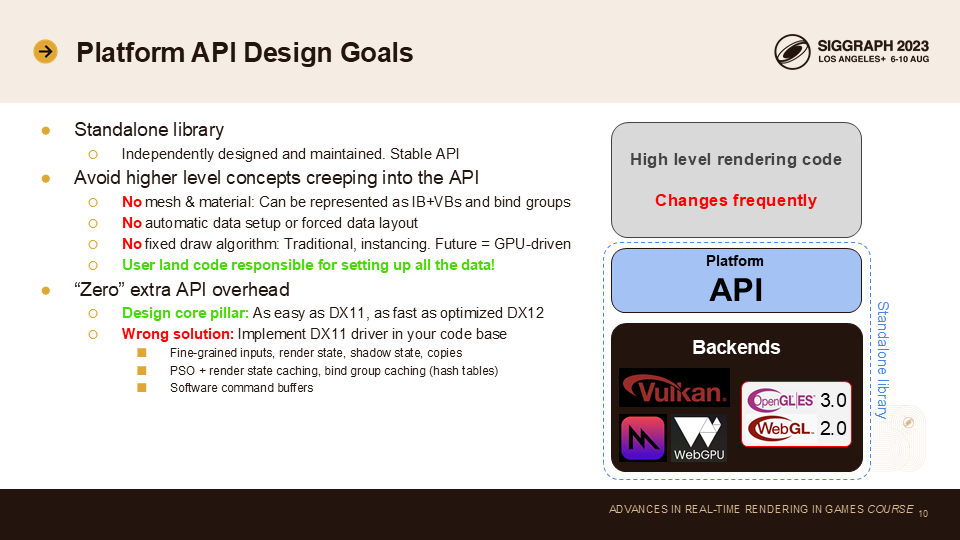 Platform API Design Goals
SIGGRAPH 2023
LOS ANGELES+ 6-10 AUG
● Standalone library
○ Independently designed and maintained. Stable API
● Avoid higher level concepts creeping into the API
○ No mesh & material: Can be represented as IB+VBs and bind groups
○ No automatic data setup or forced data layout
○ No fixed draw algorithm: Traditional, instancing. Future = GPU-driven
○ User land code responsible for setting up all the data!
● “Zero” extra API overhead
○ Design core pillar: As easy as DX11, as fast as optimized DX12
○ Wrong solution: Implement DX11 driver in your code base
■ Fine-grained inputs, render state, shadow state, copies
■ PSO + render state caching, bind group caching (hash tables)
■ Software command buffers
High level rendering code
Changes frequently
Platform
API
Backends
Vulkan.
OpenGL|ES 3.0
WebGL. 2.0
WebGPU
Standalone library
ADVANCES IN REAL-TIME RENDERING IN GAMES COURSE 10